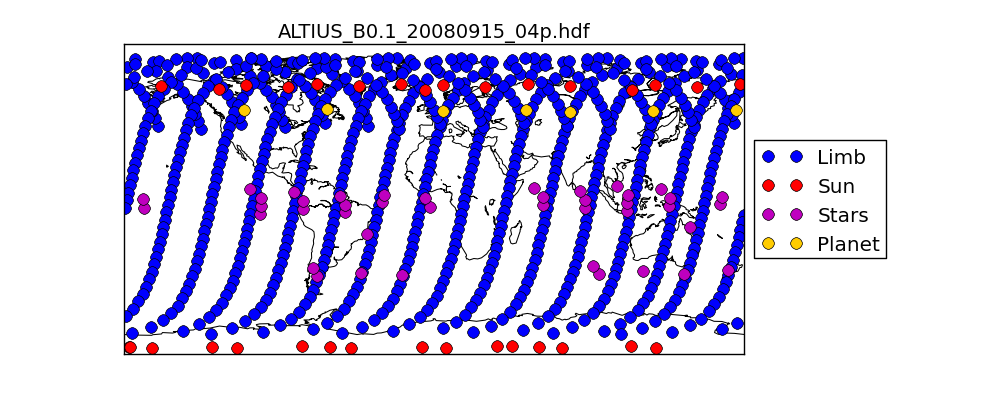 ALTIUS_B0.1_20080915_04p.hdf
Limb
Sun
Stars
Planet